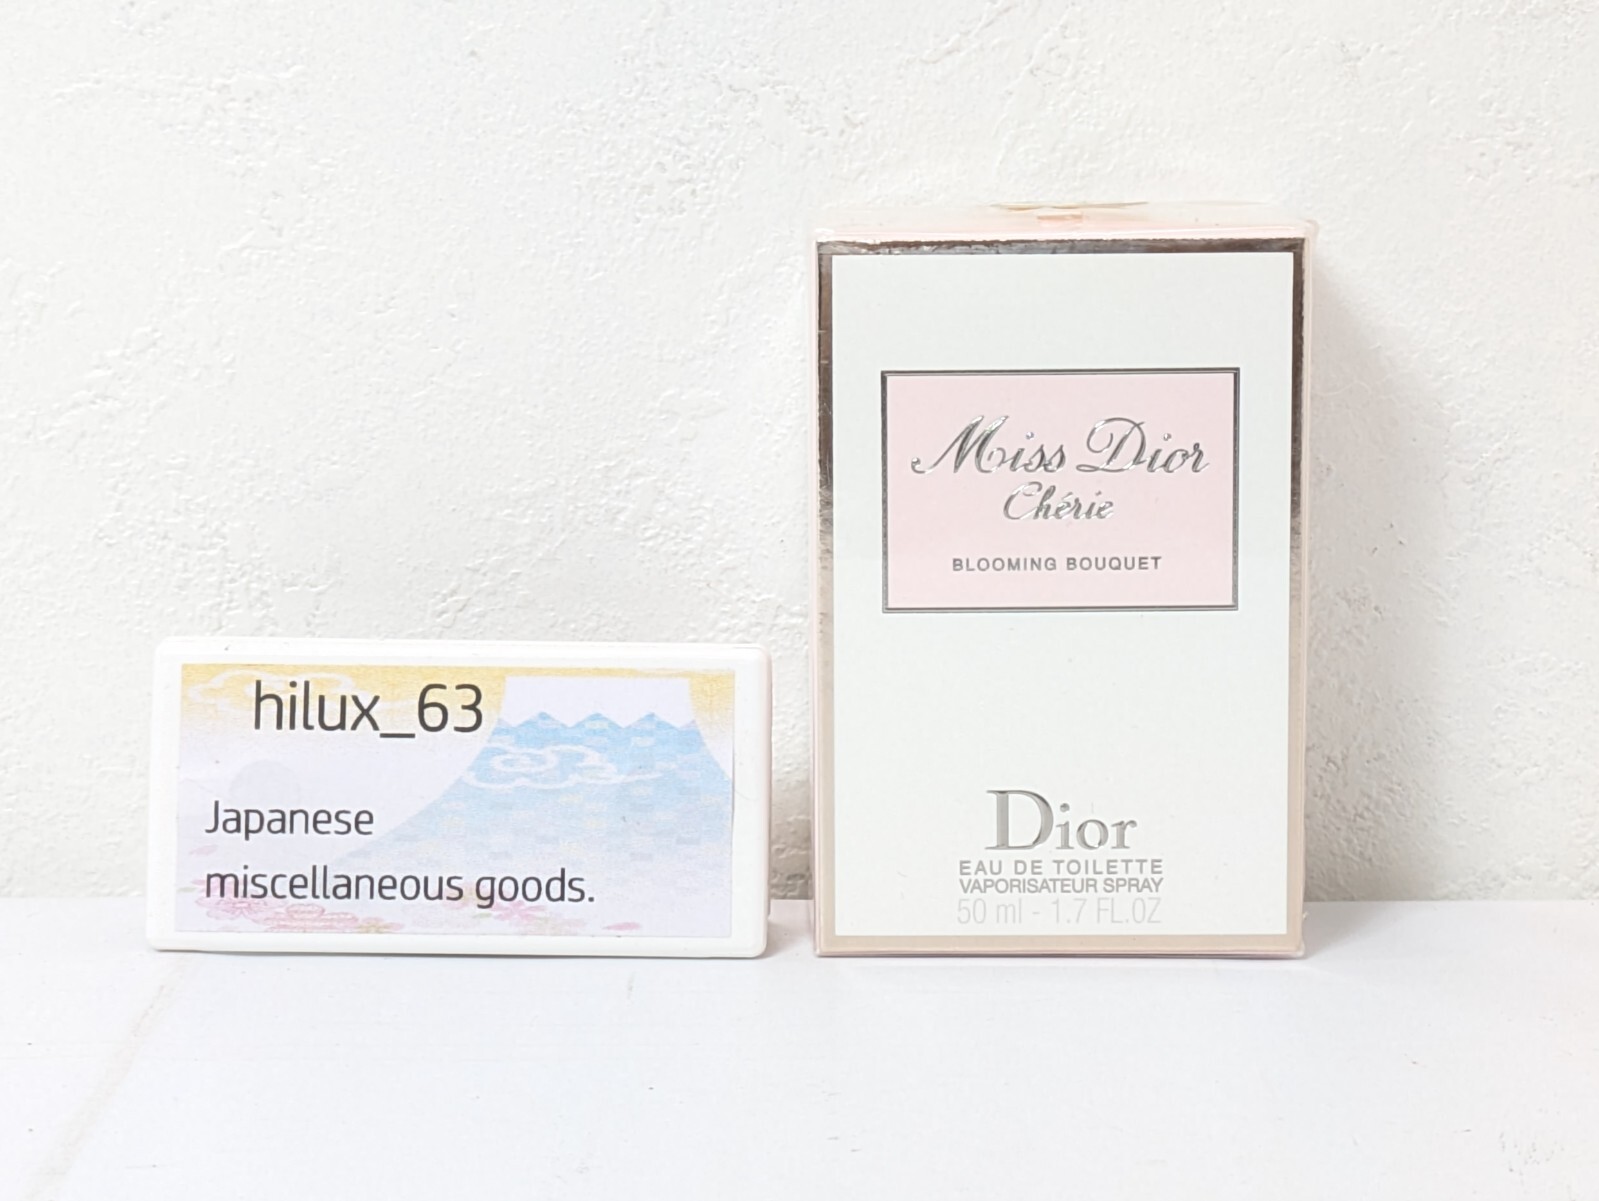 hilux_63
Japanese
miscellaneous goods.
Miss Dior
Chérie
BLOOMING BOUQUET
Dior
EAU DE TOILETTE
VAPORISATEUR SPRAY
50 ml - 1.7 FL.OZ